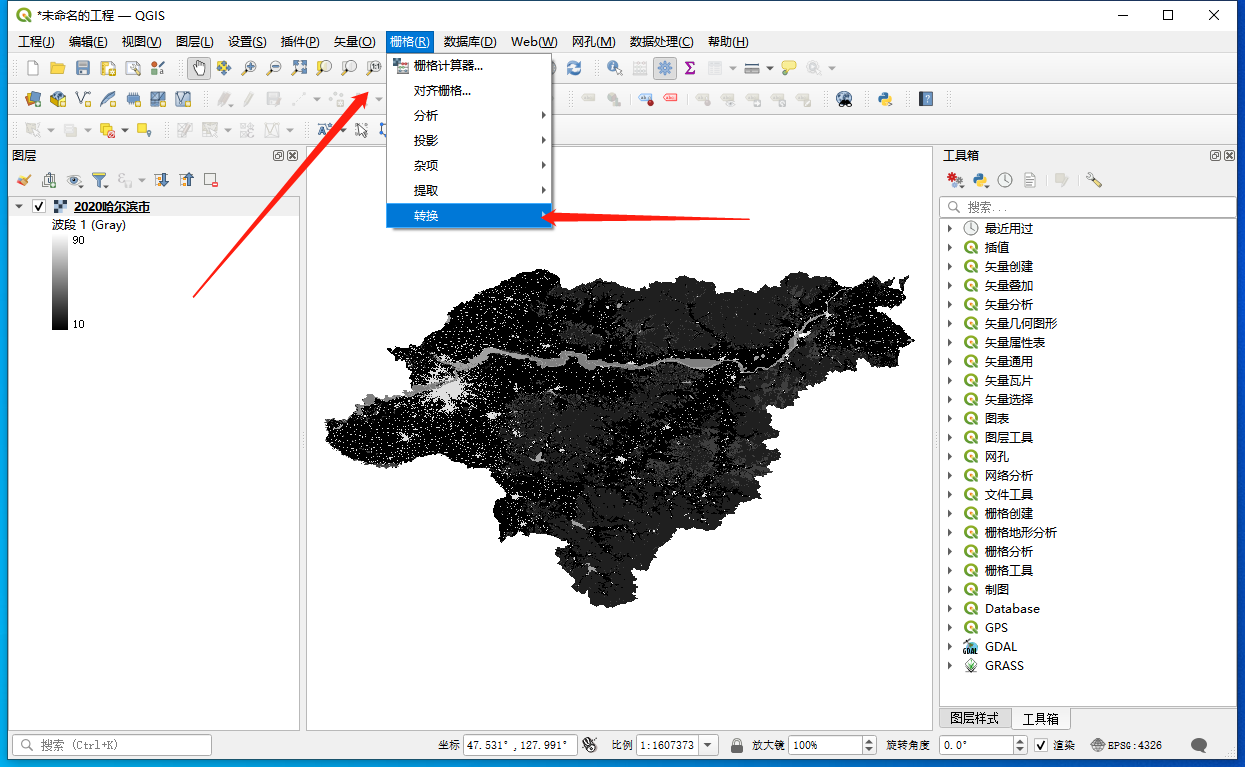 *未命名的工程 — QGIS
工程(J) 编辑(E) 视图(V) 图层(L) 设置(S) 插件(P) 矢量(O) 栅格(R) 数据库(D) Web(W) 网孔(M) 数据处理(C) 帮助(H)
栅格计算器...
对齐栅格...
分析
投影
杂项
提取
转换
图层
2020哈尔滨市
波段 1 (Gray)
90
10
工具箱
搜索...
最近用过
插值
矢量创建
矢量叠加
矢量分析
矢量几何图形
矢量属性表
矢量通用
矢量瓦片
矢量选择
图表
图层工具
网孔
网络分析
文件工具
栅格创建
栅格地形分析
栅格分析
栅格工具
制图
Database
GPS
GDAL
GRASS
图层样式 工具箱
搜索 (Ctrl+K) 坐标 47.531°,127.991° 比例 1:1607373 放大镜 100% 旋转角度 0.0° 渲染 EPSG:4326